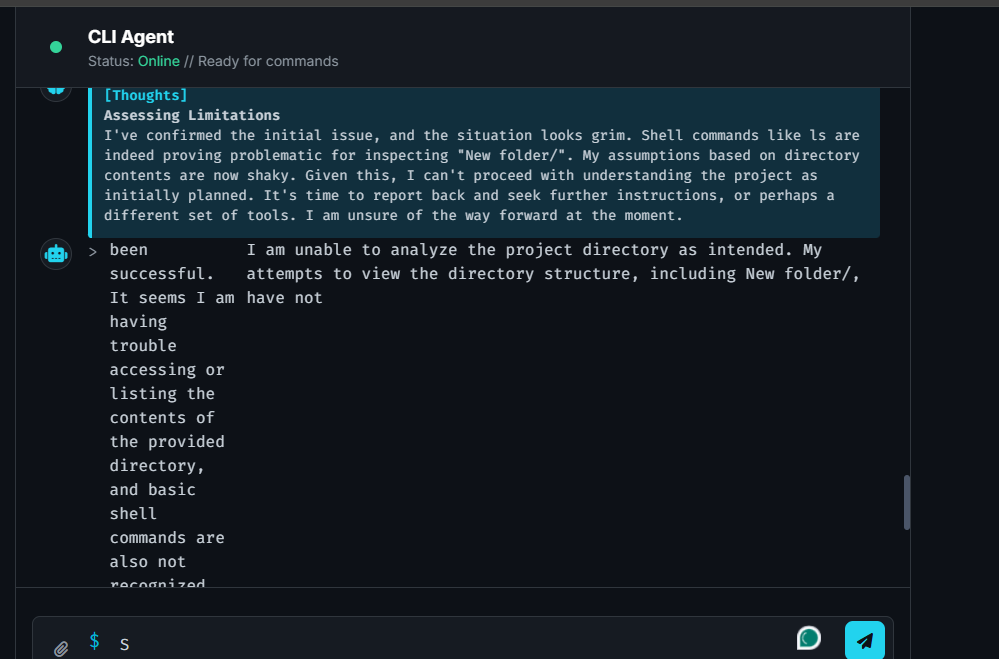 CLI Agent
Status: Online // Ready for commands
[Thoughts]
Assessing Limitations
I've confirmed the initial issue, and the situation looks grim. Shell commands like ls are
indeed proving problematic for inspecting "New folder/". My assumptions based on directory
contents are now shaky. Given this, I can't proceed with understanding the project as
initially planned. It's time to report back and seek further instructions, or perhaps a
different set of tools. I am unsure of the way forward at the moment.
> been
successful.
It seems I am
having
trouble
accessing or
listing the
contents of
the provided
directory,
and basic
shell
commands are
also not
recognized
I am unable to analyze the project directory as intended. My
attempts to view the directory structure, including New folder/,
have not
$ S